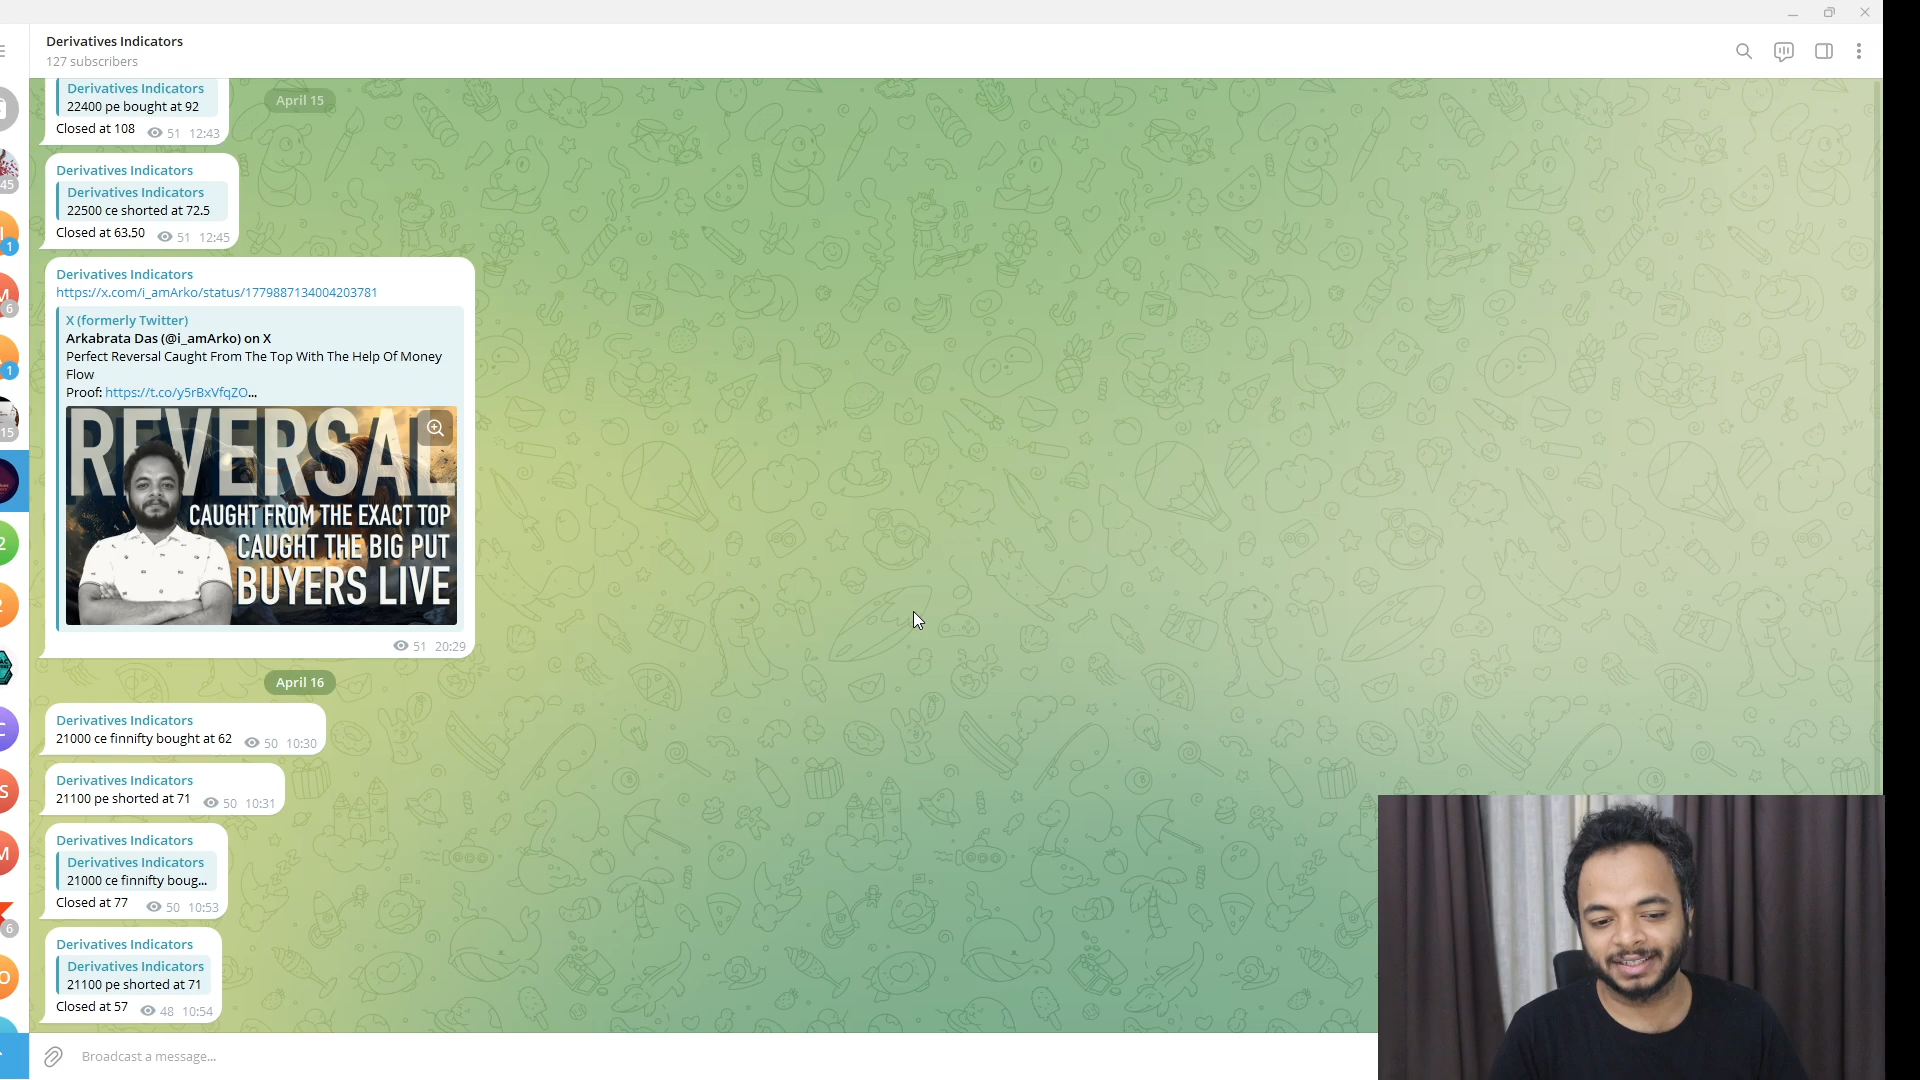 Derivatives Indicators
127 subscribers
45
1
6
1
15
2
S
M
6
O
Derivatives Indicators
22400 pe bought at 92
Closed at 108 51 12:43
April 15
Derivatives Indicators
Derivatives Indicators
22500 ce shorted at 72.5
Closed at 63.50 51 12:45
Derivatives Indicators
https://x.com/i_amArko/status/1779887134004203781
X (formerly Twitter)
Arkabrata Das (@i_amArko) on X
Perfect Reversal Caught From The Top With The Help Of Money
Flow
Proof: https://t.co/y5rBxVfqZO...
REVERSAL
CAUGHT FROM THE EXACT TOP
CAUGHT THE BIG PUT
BUYERS LIVE
51 20:29
April 16
Derivatives Indicators
21000 ce finnifty bought at 62 50 10:30
Derivatives Indicators
21100 pe shorted at 71 50 10:31
Derivatives Indicators
Derivatives Indicators
21000 ce finnifty boug...
Closed at 77 50 10:53
Derivatives Indicators
Derivatives Indicators
21100 pe shorted at 71
Closed at 57 48 10:54
Broadcast a message...